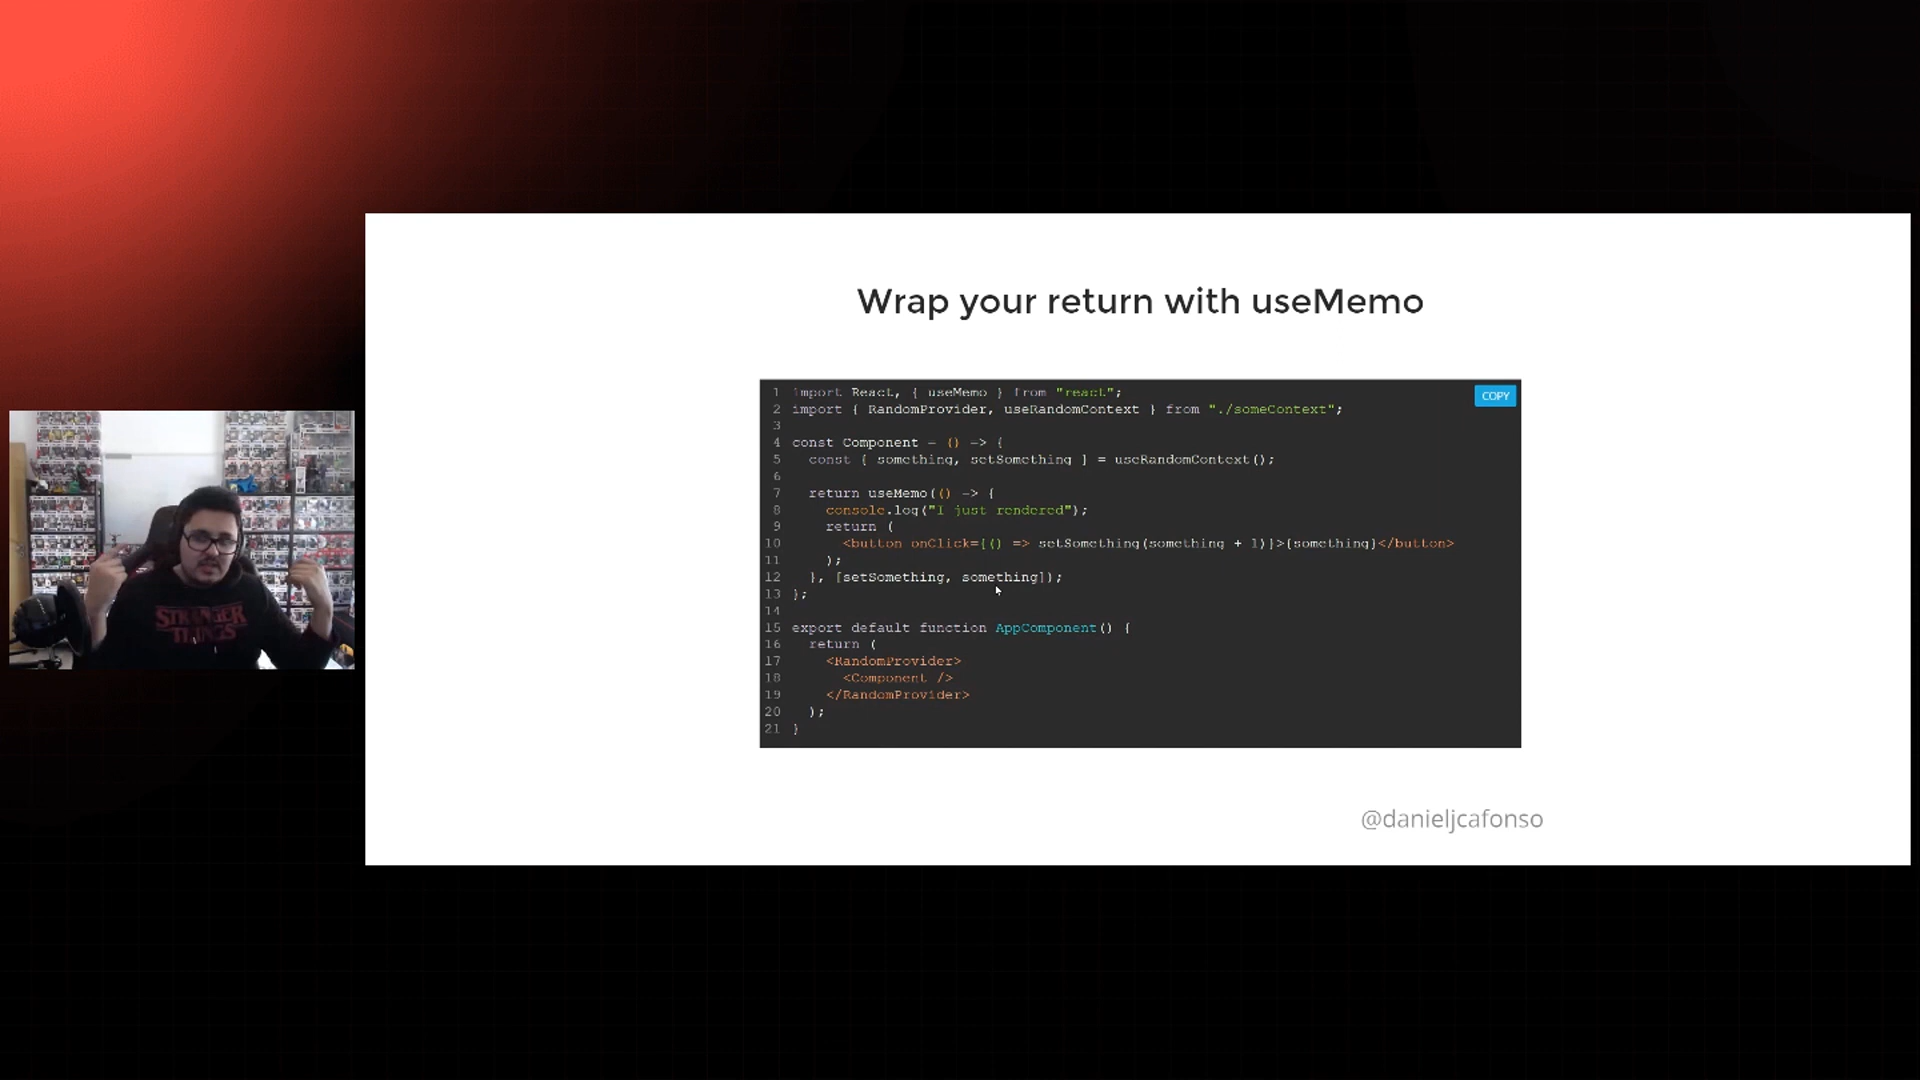 Wrap your return with useMemo
COPY
1 import React, { useMemo } from "react";
2 import { RandomProvider, useRandomContext } from "./someContext";
3
4 const Component = () => {
5 const { something, setSomething } = useRandomContext();
6
7 return useMemo(() => {
8 console.log("I just rendered");
9 return (
10 <button onClick={() => setSomething(something + 1)}>{something}</button>
11 );
12 }, [setSomething, something]);
13 };
14
15 export default function AppComponent() {
16 return (
17 <RandomProvider>
18 <Component />
19 </RandomProvider>
20 );
21 }
@danieljcafonso
STRANGER
THINGS